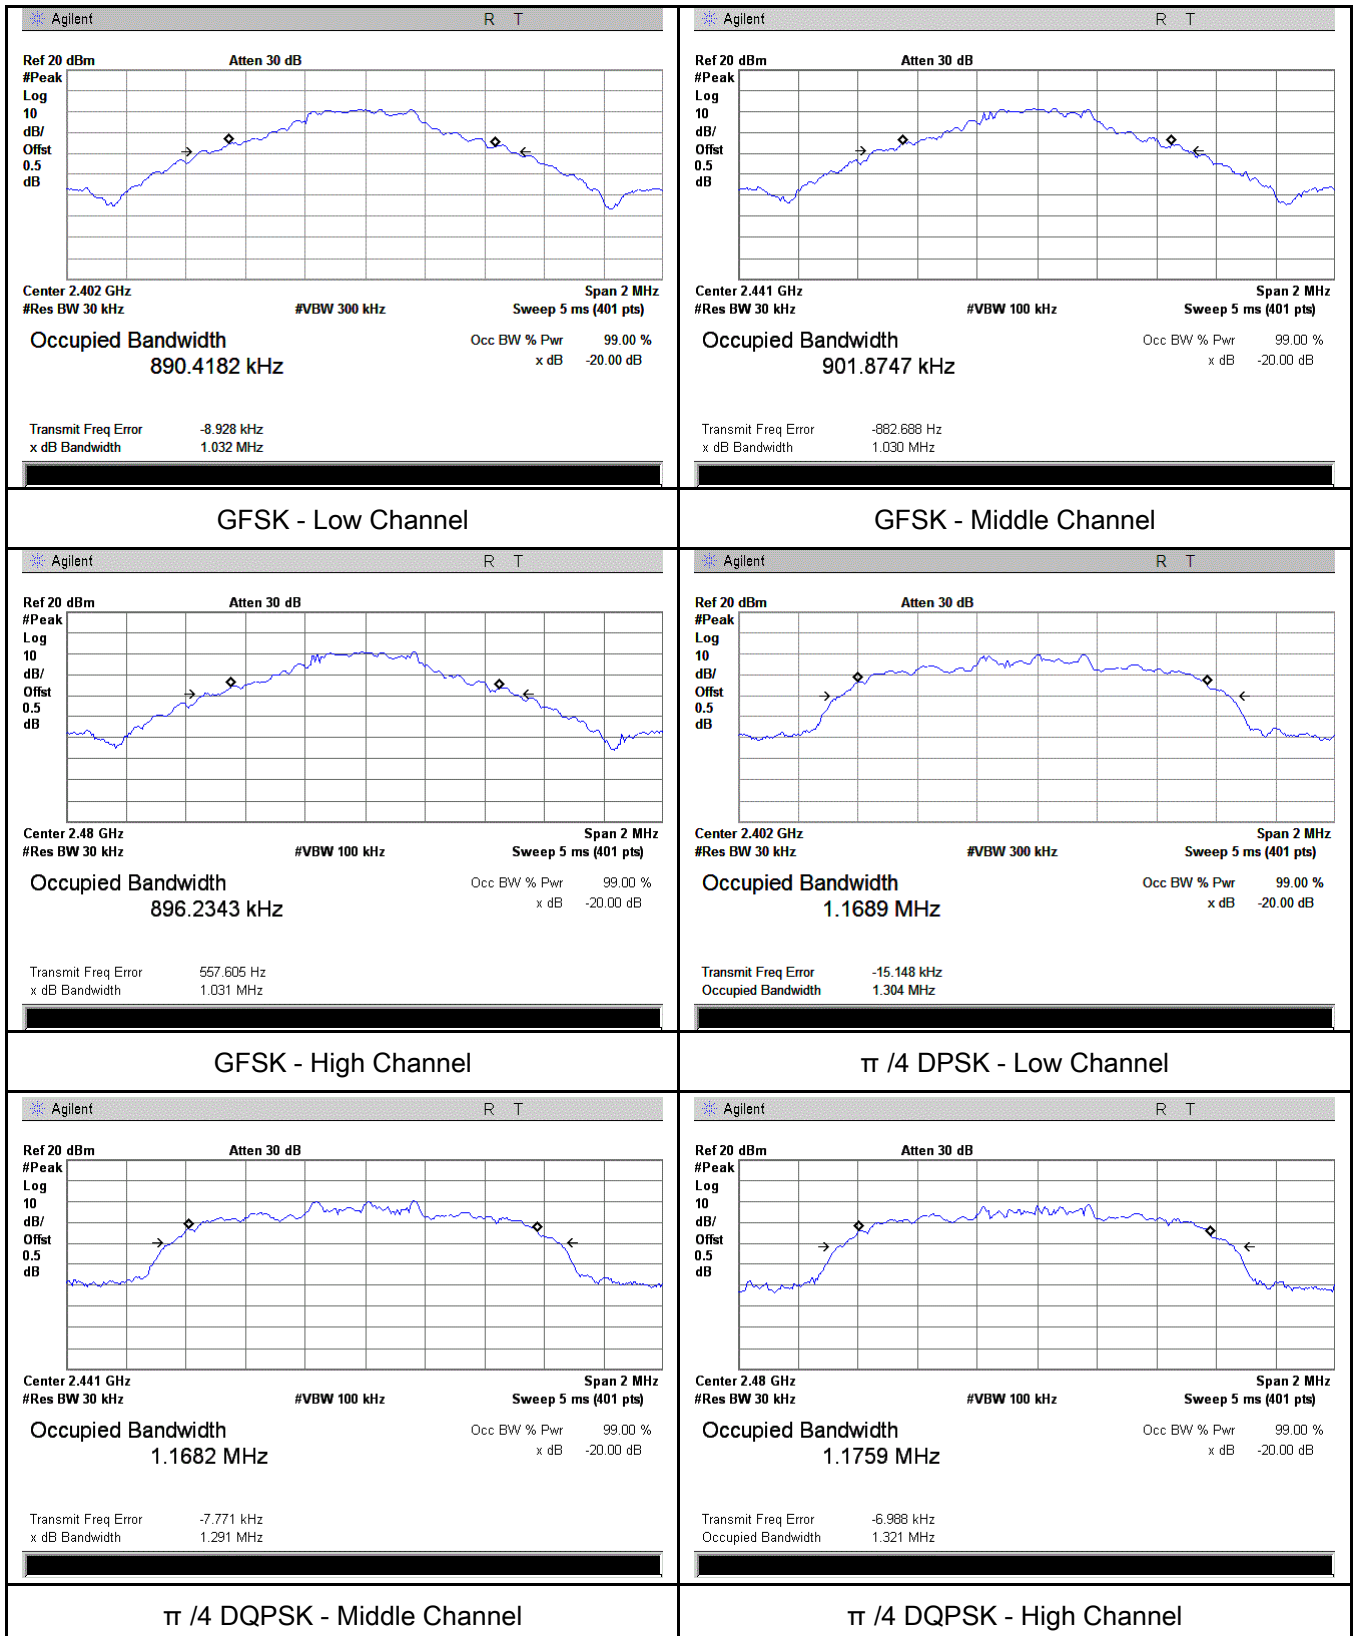 Agilent R T
Ref 20 dBm Atten 30 dB
#Peak
Log
10
dB/
Offst
0.5
dB
Center 2.402 GHz Span 2 MHz
#Res BW 30 kHz #VBW 300 kHz Sweep 5 ms (401 pts)
Occupied Bandwidth Occ BW % Pwr 99.00 %
890.4182 kHz x dB -20.00 dB
Transmit Freq Error -8.928 kHz
x dB Bandwidth 1.032 MHz
GFSK - Low Channel
Agilent R T
Ref 20 dBm Atten 30 dB
#Peak
Log
10
dB/
Offst
0.5
dB
Center 2.441 GHz Span 2 MHz
#Res BW 30 kHz #VBW 100 kHz Sweep 5 ms (401 pts)
Occupied Bandwidth Occ BW % Pwr 99.00 %
901.8747 kHz x dB -20.00 dB
Transmit Freq Error -882.688 Hz
x dB Bandwidth 1.030 MHz
GFSK - Middle Channel
Agilent R T
Ref 20 dBm Atten 30 dB
#Peak
Log
10
dB/
Offst
0.5
dB
Center 2.48 GHz Span 2 MHz
#Res BW 30 kHz #VBW 100 kHz Sweep 5 ms (401 pts)
Occupied Bandwidth Occ BW % Pwr 99.00 %
896.2343 kHz x dB -20.00 dB
Transmit Freq Error 557.605 Hz
x dB Bandwidth 1.031 MHz
GFSK - High Channel
Agilent R T
Ref 20 dBm Atten 30 dB
#Peak
Log
10
dB/
Offst
0.5
dB
Center 2.402 GHz Span 2 MHz
#Res BW 30 kHz #VBW 300 kHz Sweep 5 ms (401 pts)
Occupied Bandwidth Occ BW % Pwr 99.00 %
1.1689 MHz x dB -20.00 dB
Transmit Freq Error -15.148 kHz
Occupied Bandwidth 1.304 MHz
π /4 DPSK - Low Channel
Agilent R T
Ref 20 dBm Atten 30 dB
#Peak
Log
10
dB/
Offst
0.5
dB
Center 2.441 GHz Span 2 MHz
#Res BW 30 kHz #VBW 100 kHz Sweep 5 ms (401 pts)
Occupied Bandwidth Occ BW % Pwr 99.00 %
1.1682 MHz x dB -20.00 dB
Transmit Freq Error -7.771 kHz
x dB Bandwidth 1.291 MHz
π /4 DQPSK - Middle Channel
Agilent R T
Ref 20 dBm Atten 30 dB
#Peak
Log
10
dB/
Offst
0.5
dB
Center 2.48 GHz Span 2 MHz
#Res BW 30 kHz #VBW 100 kHz Sweep 5 ms (401 pts)
Occupied Bandwidth Occ BW % Pwr 99.00 %
1.1759 MHz x dB -20.00 dB
Transmit Freq Error -6.988 kHz
Occupied Bandwidth 1.321 MHz
π /4 DQPSK - High Channel